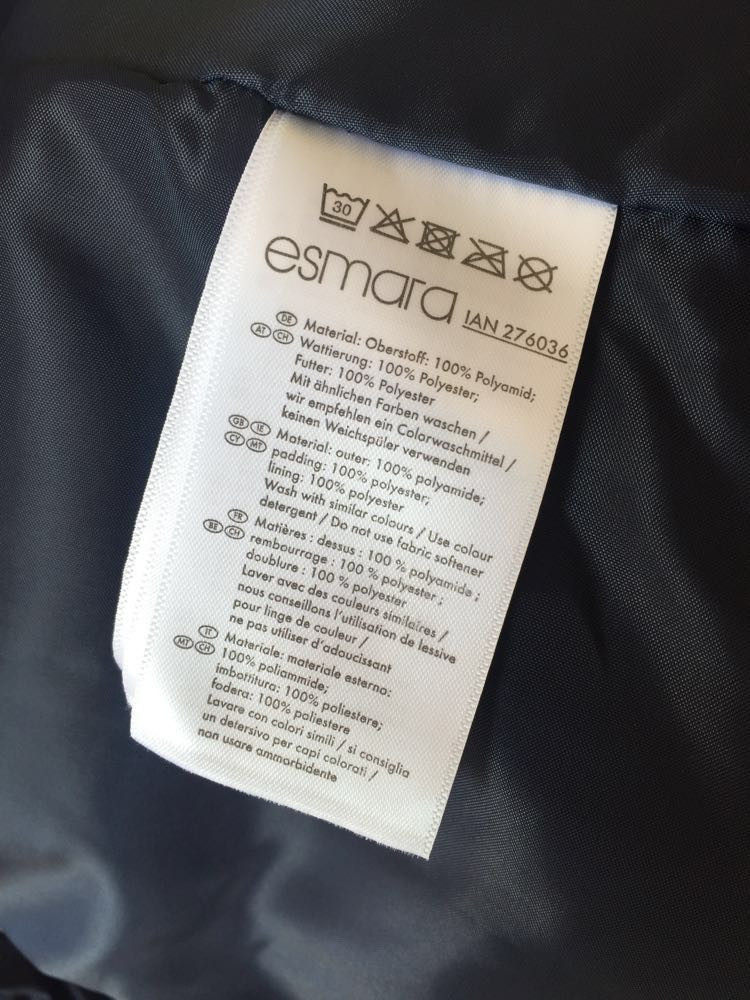 30
esmara
IAN 276036
DE Material: Oberstoff: 100% Polyamid;
AT CH Wattierung: 100% Polyester;
Futter: 100% Polyester
Mit ähnlichen Farben waschen /
wir empfehlen ein Colorwaschmittel /
keinen Weichspüler verwenden
GB IE Material: outer: 100% polyamide;
CY MT padding: 100% polyester;
lining: 100% polyester
Wash with similar colours / Use colour
detergent / Do not use fabric softener
FR Matières : dessus : 100 % polyamide ;
BE CH rembourrage : 100 % polyester ;
doublure : 100 % polyester
Laver avec des couleurs similaires /
nous conseillons l'utilisation de lessive
pour linge de couleur /
ne pas utiliser d'adoucissant
IT Materiale: materiale esterno:
MT CH 100% poliammide;
imbottitura: 100% poliestere;
fodera: 100% poliestere
Lavare con colori simili / si consiglia
un detersivo per capi colorati /
non usare ammorbidente